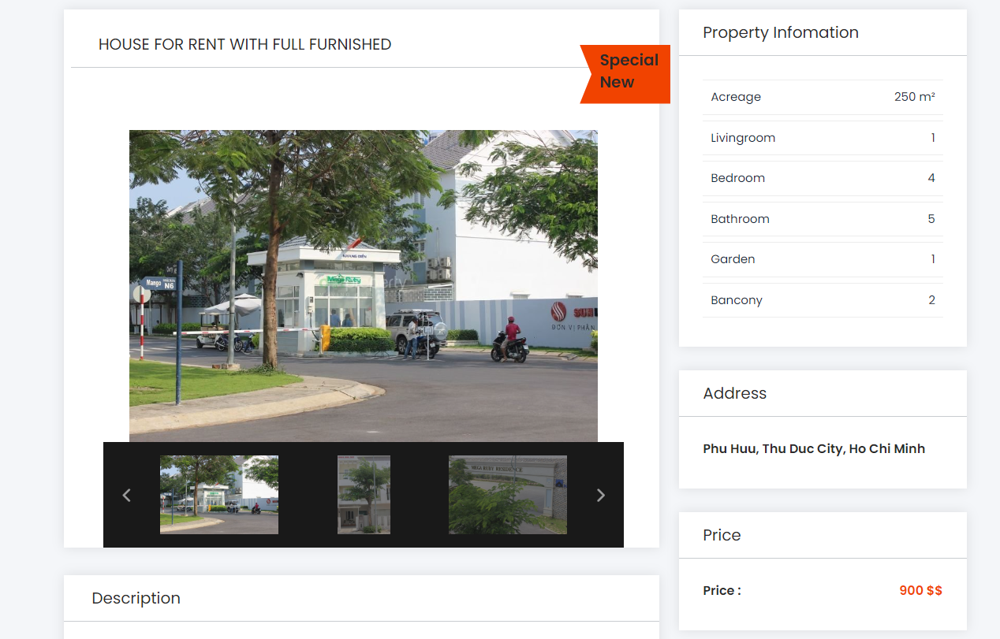 HOUSE FOR RENT WITH FULL FURNISHED
Special
New
KHANG ĐIỀN
Mega Ruby
Mango
N6
ĐƠN VỊ PHÂN
MEGA RUBY RESIDENCE
Description
Property Infomation
Acreage 250 m²
Livingroom 1
Bedroom 4
Bathroom 5
Garden 1
Bancony 2
Address
Phu Huu, Thu Duc City, Ho Chi Minh
Price
Price : 900 $$